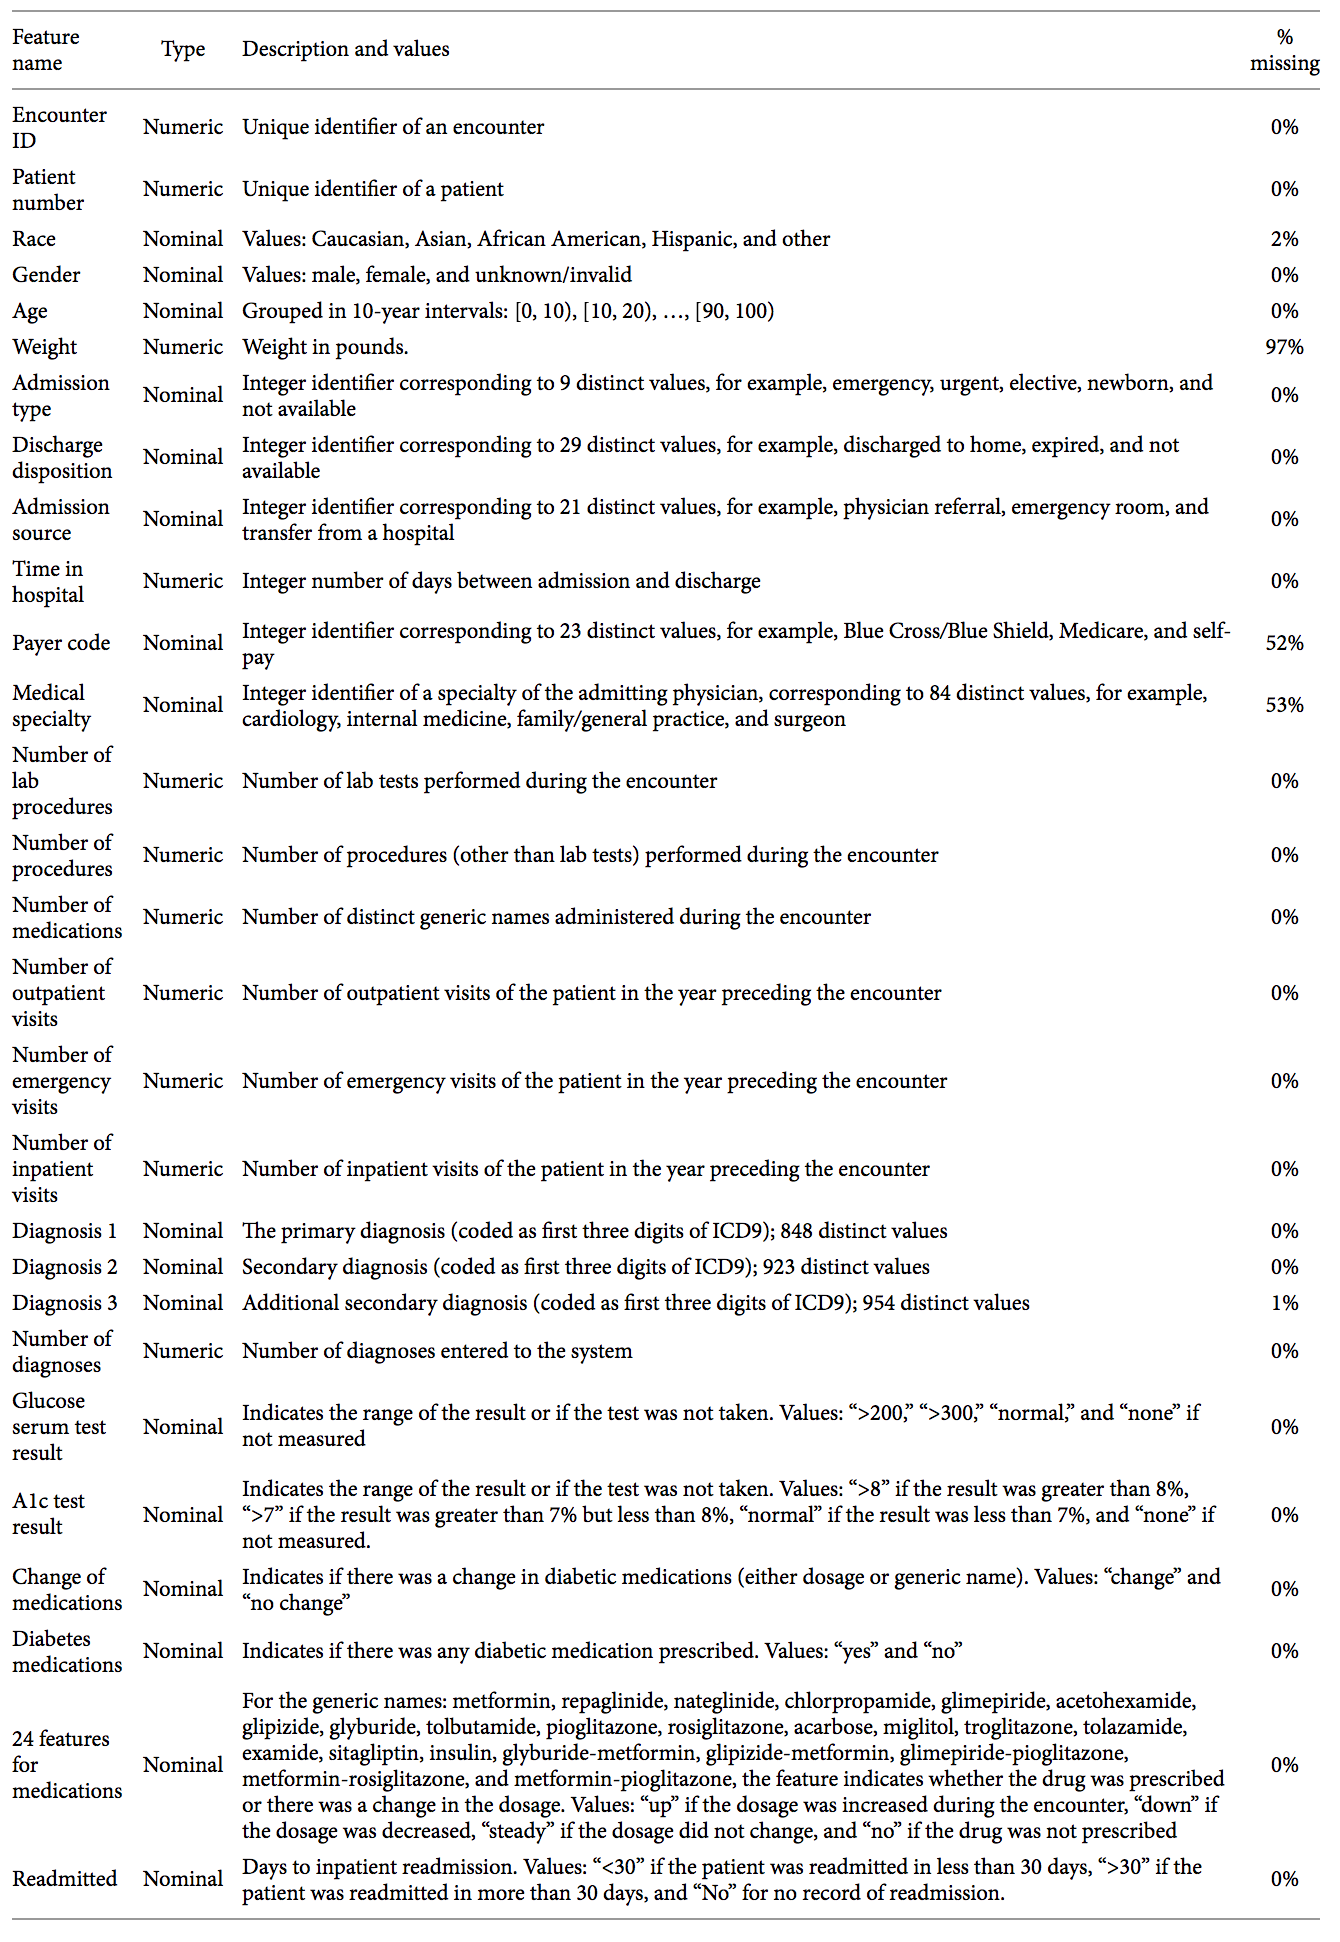 Feature name Type Description and values % missing
Encounter ID Numeric Unique identifier of an encounter 0%
Patient number Numeric Unique identifier of a patient 0%
Race Nominal Values: Caucasian, Asian, African American, Hispanic, and other 2%
Gender Nominal Values: male, female, and unknown/invalid 0%
Age Nominal Grouped in 10-year intervals: [0, 10), [10, 20), …, [90, 100) 0%
Weight Numeric Weight in pounds. 97%
Admission type Nominal Integer identifier corresponding to 9 distinct values, for example, emergency, urgent, elective, newborn, and
not available 0%
Discharge disposition Nominal Integer identifier corresponding to 29 distinct values, for example, discharged to home, expired, and not
available 0%
Admission source Nominal Integer identifier corresponding to 21 distinct values, for example, physician referral, emergency room, and
transfer from a hospital 0%
Time in hospital Numeric Integer number of days between admission and discharge 0%
Payer code Nominal Integer identifier corresponding to 23 distinct values, for example, Blue Cross/Blue Shield, Medicare, and self-
pay 52%
Medical specialty Nominal Integer identifier of a specialty of the admitting physician, corresponding to 84 distinct values, for example,
cardiology, internal medicine, family/general practice, and surgeon 53%
Number of lab procedures Numeric Number of lab tests performed during the encounter 0%
Number of procedures Numeric Number of procedures (other than lab tests) performed during the encounter 0%
Number of medications Numeric Number of distinct generic names administered during the encounter 0%
Number of outpatient visits Numeric Number of outpatient visits of the patient in the year preceding the encounter 0%
Number of emergency visits Numeric Number of emergency visits of the patient in the year preceding the encounter 0%
Number of inpatient visits Numeric Number of inpatient visits of the patient in the year preceding the encounter 0%
Diagnosis 1 Nominal The primary diagnosis (coded as first three digits of ICD9); 848 distinct values 0%
Diagnosis 2 Nominal Secondary diagnosis (coded as first three digits of ICD9); 923 distinct values 0%
Diagnosis 3 Nominal Additional secondary diagnosis (coded as first three digits of ICD9); 954 distinct values 1%
Number of diagnoses Numeric Number of diagnoses entered to the system 0%
Glucose serum test result Nominal Indicates the range of the result or if the test was not taken. Values: “>200,” “>300,” “normal,” and “none” if
not measured 0%
A1c test result Nominal Indicates the range of the result or if the test was not taken. Values: “>8” if the result was greater than 8%,
“>7” if the result was greater than 7% but less than 8%, “normal” if the result was less than 7%, and “none” if
not measured. 0%
Change of medications Nominal Indicates if there was a change in diabetic medications (either dosage or generic name). Values: “change” and
“no change” 0%
Diabetes medications Nominal Indicates if there was any diabetic medication prescribed. Values: “yes” and “no” 0%
24 features for medications Nominal For the generic names: metformin, repaglinide, nateglinide, chlorpropamide, glimepiride, acetohexamide,
glipizide, glyburide, tolbutamide, pioglitazone, rosiglitazone, acarbose, miglitol, troglitazone, tolazamide,
examide, sitagliptin, insulin, glyburide-metformin, glipizide-metformin, glimepiride-pioglitazone,
metformin-rosiglitazone, and metformin-pioglitazone, the feature indicates whether the drug was prescribed
or there was a change in the dosage. Values: “up” if the dosage was increased during the encounter, “down” if
the dosage was decreased, “steady” if the dosage did not change, and “no” if the drug was not prescribed 0%
Readmitted Nominal Days to inpatient readmission. Values: “<30” if the patient was readmitted in less than 30 days, “>30” if the
patient was readmitted in more than 30 days, and “No” for no record of readmission. 0%